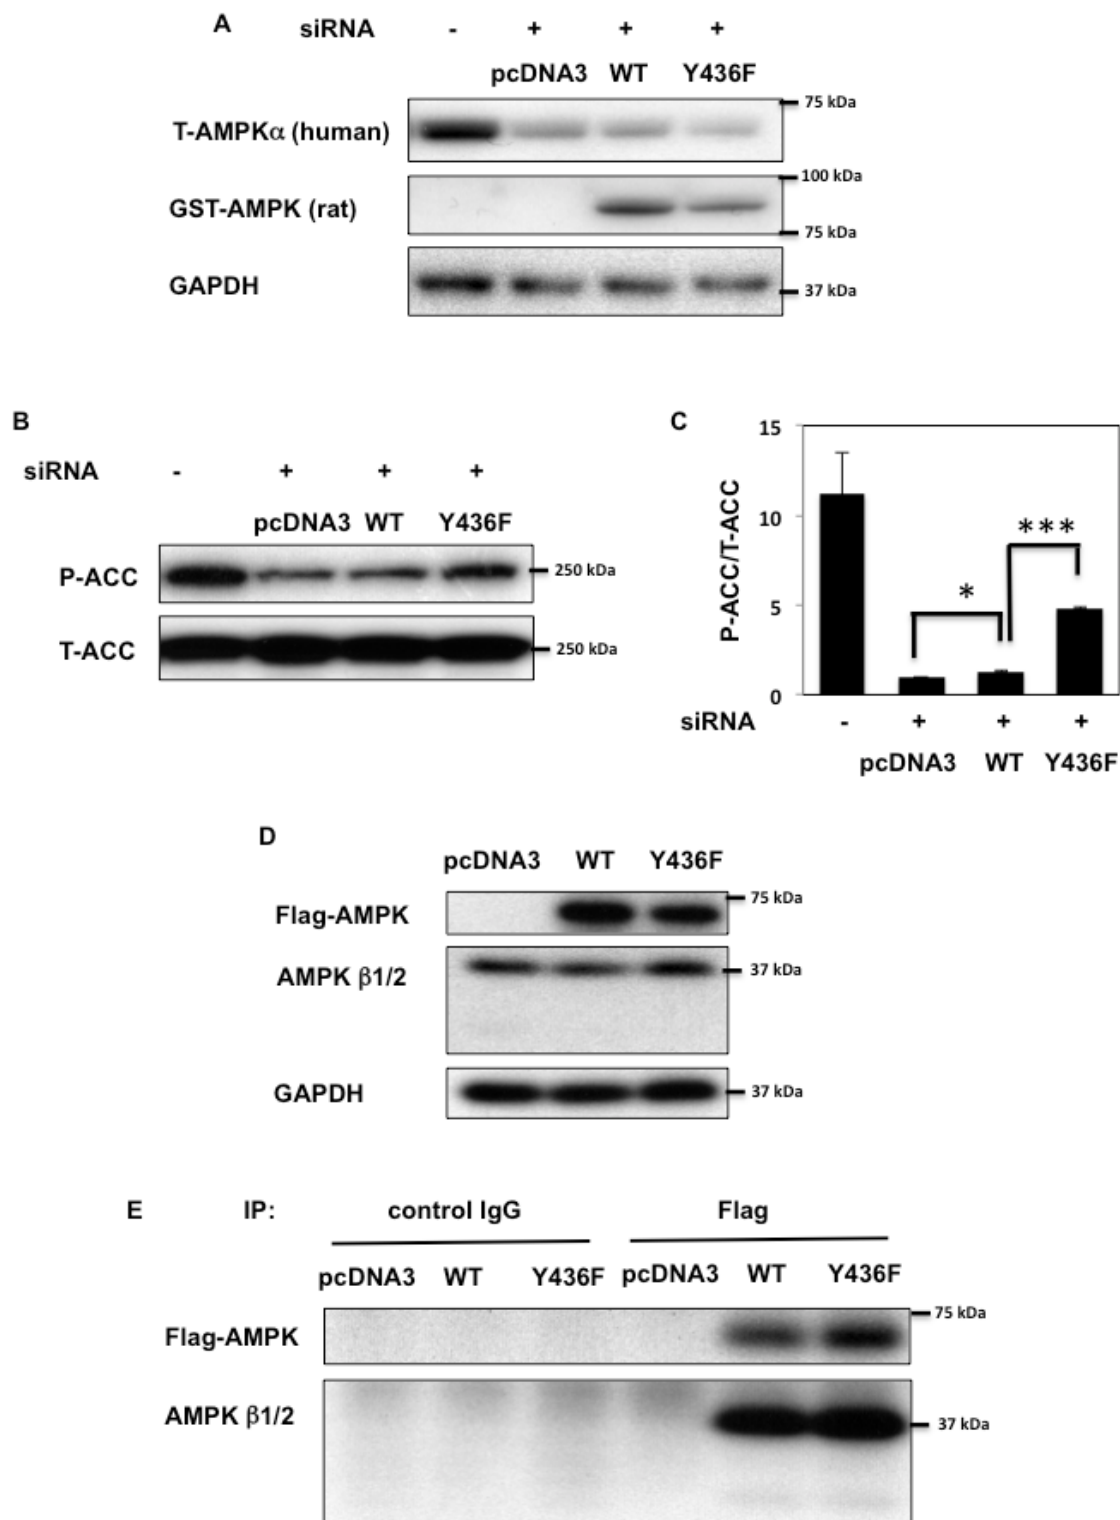 A siRNA - + + +
pcDNA3 WT Y436F
75 kDa
T-AMPKα (human)
100 kDa
GST-AMPK (rat)
75 kDa
GAPDH
37 kDa
B
siRNA - + + +
pcDNA3 WT Y436F
P-ACC
250 kDa
T-ACC
250 kDa
C
15
10
5
0
P-ACC/T-ACC
*
***
siRNA - + + +
pcDNA3 WT Y436F
D
pcDNA3 WT Y436F
75 kDa
Flag-AMPK
37 kDa
AMPK β1/2
GAPDH
37 kDa
E IP: control IgG Flag
pcDNA3 WT Y436F pcDNA3 WT Y436F
75 kDa
Flag-AMPK
AMPK β1/2
37 kDa